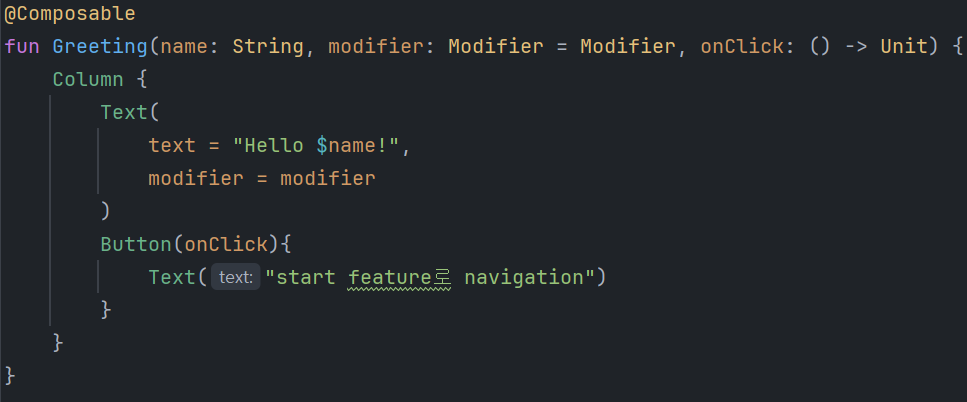 @Composable
fun Greeting(name: String, modifier: Modifier = Modifier, onClick: () -> Unit) {
    Column {
        Text(
            text = "Hello $name!",
            modifier = modifier
        )
        Button(onClick){
            Text( text: "start feature로 navigation")
        }
    }
}